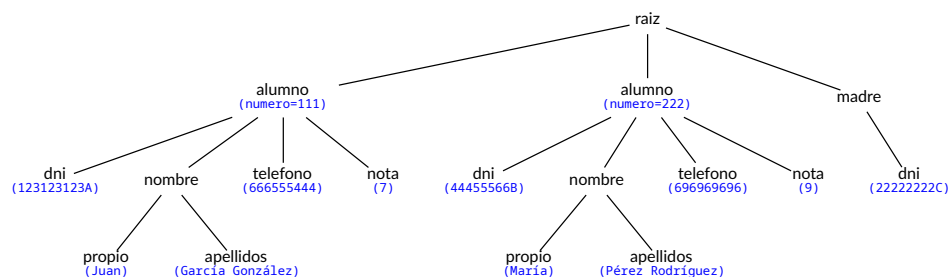 raiz
alumno
(numero=111)
alumno
(numero=222)
madre
dni
(123123123A)
nombre
telefono
(666555444)
nota
(7)
dni
(44455566B)
nombre
telefono
(696969696)
nota
(9)
dni
(22222222C)
propio
(Juan)
apellidos
(García González)
propio
(María)
apellidos
(Pérez Rodríguez)